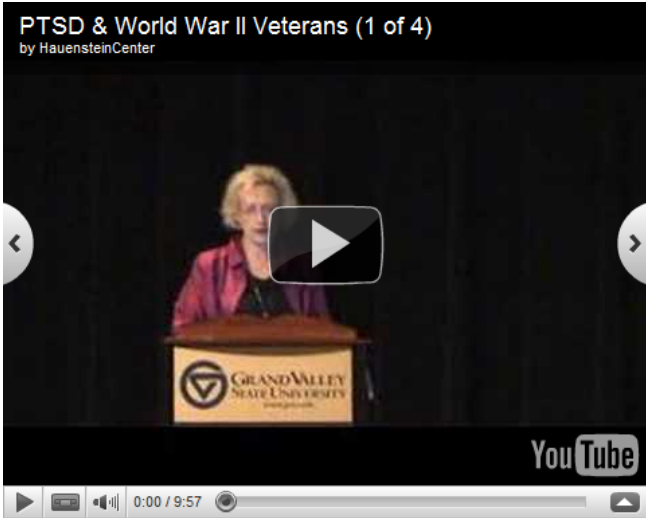 PTSD & World War II Veterans (1 of 4)
by HauensteinCenter
GRAND VALLEY
STATE UNIVERSITY
YouTube
0:00 / 9:57